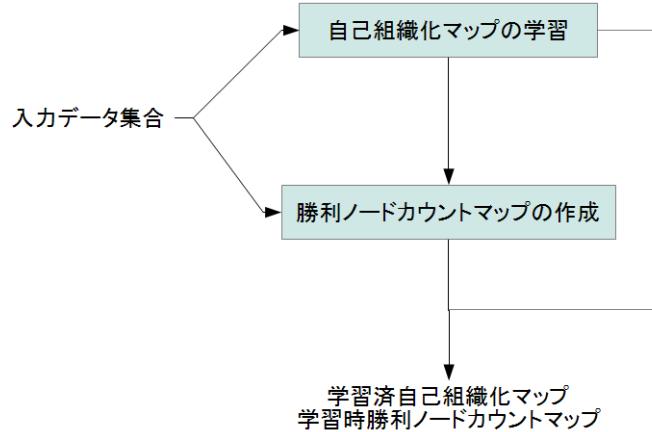 自己組織化マップの学習
入力データ集合
勝利ノードカウントマップの作成
学習済自己組織化マップ
学習時勝利ノードカウントマップ